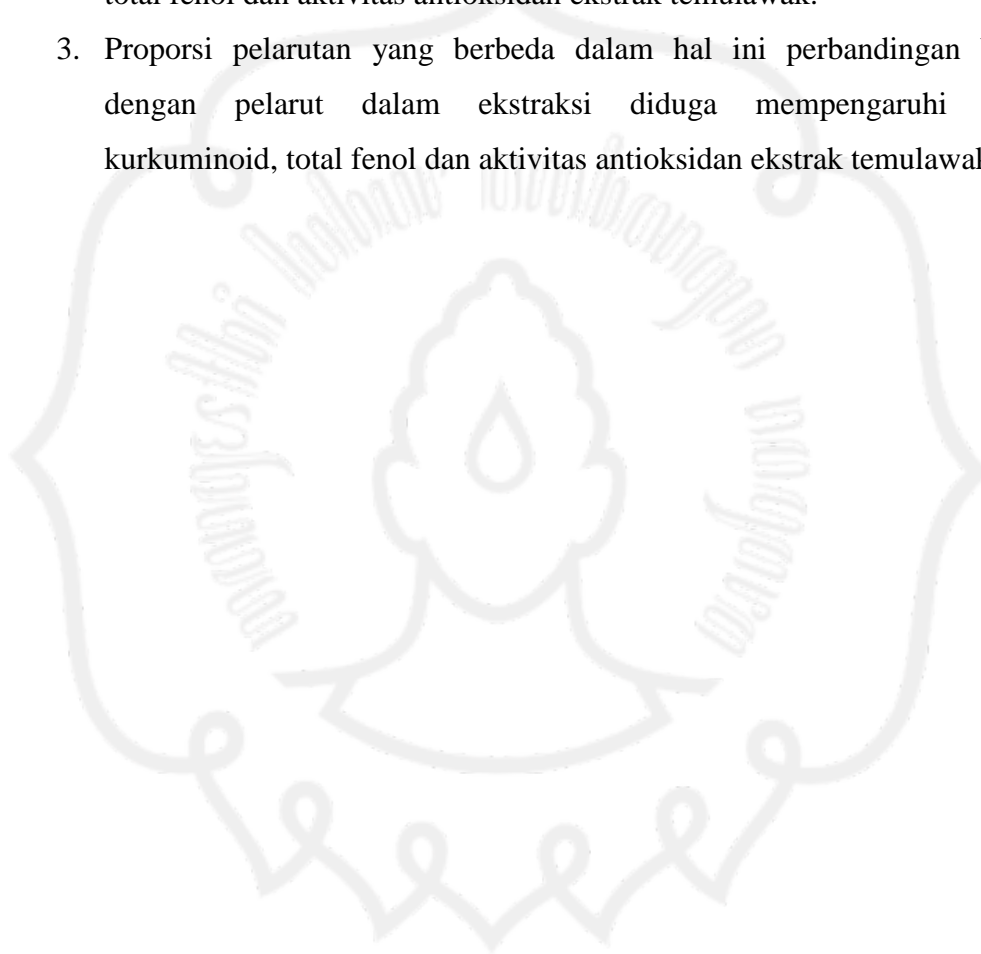 total fenol dan aktivitas antioksidan ekstrak temulawak.
3. Proporsi pelarutan yang berbeda dalam hal ini perbandingan
dengan pelarut dalam ekstraksi diduga mempengaruhi
kurkuminoid, total fenol dan aktivitas antioksidan ekstrak temulawak